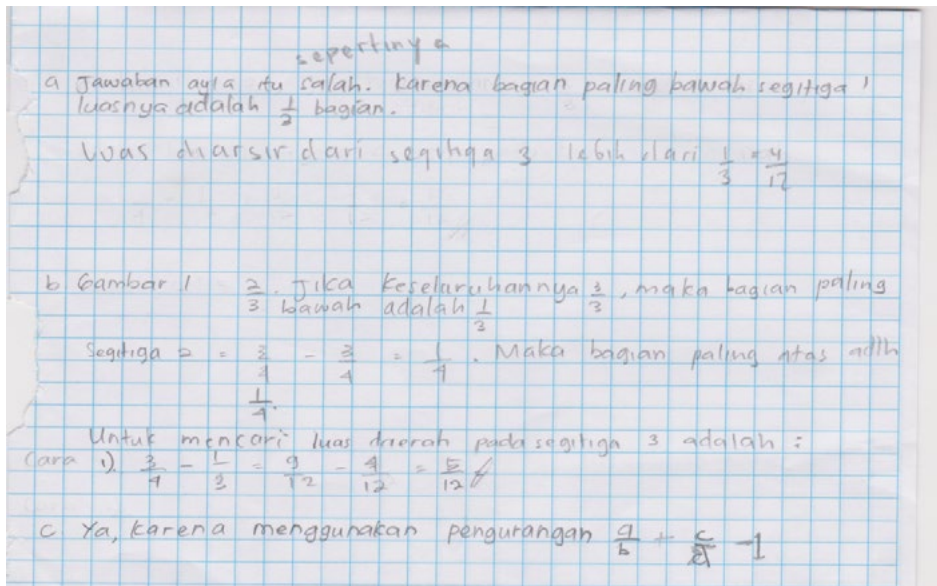 sepertinya
a Jawaban ayla itu salah. Karena bagian paling bawah segitiga 1
luasnya adalah 1/3 bagian.
Luas diarsir dari segitiga 3 lebih dari 1/3 = 4/12
b Gambar 1 2/3. Jika keseluruhannya 3/3, maka bagian paling
bawah adalah 1/3
Segitiga 2 = - 3/4 = 1/4. Maka bagian paling atas adlh
1/4.
Untuk mencari luas daerah pada segitiga 3 adalah :
Cara 1). 3/4 - 1/3 = 9/12 - 4/12 = 5/12
c Ya, karena menggunakan pengurangan a/b + c/d - 1